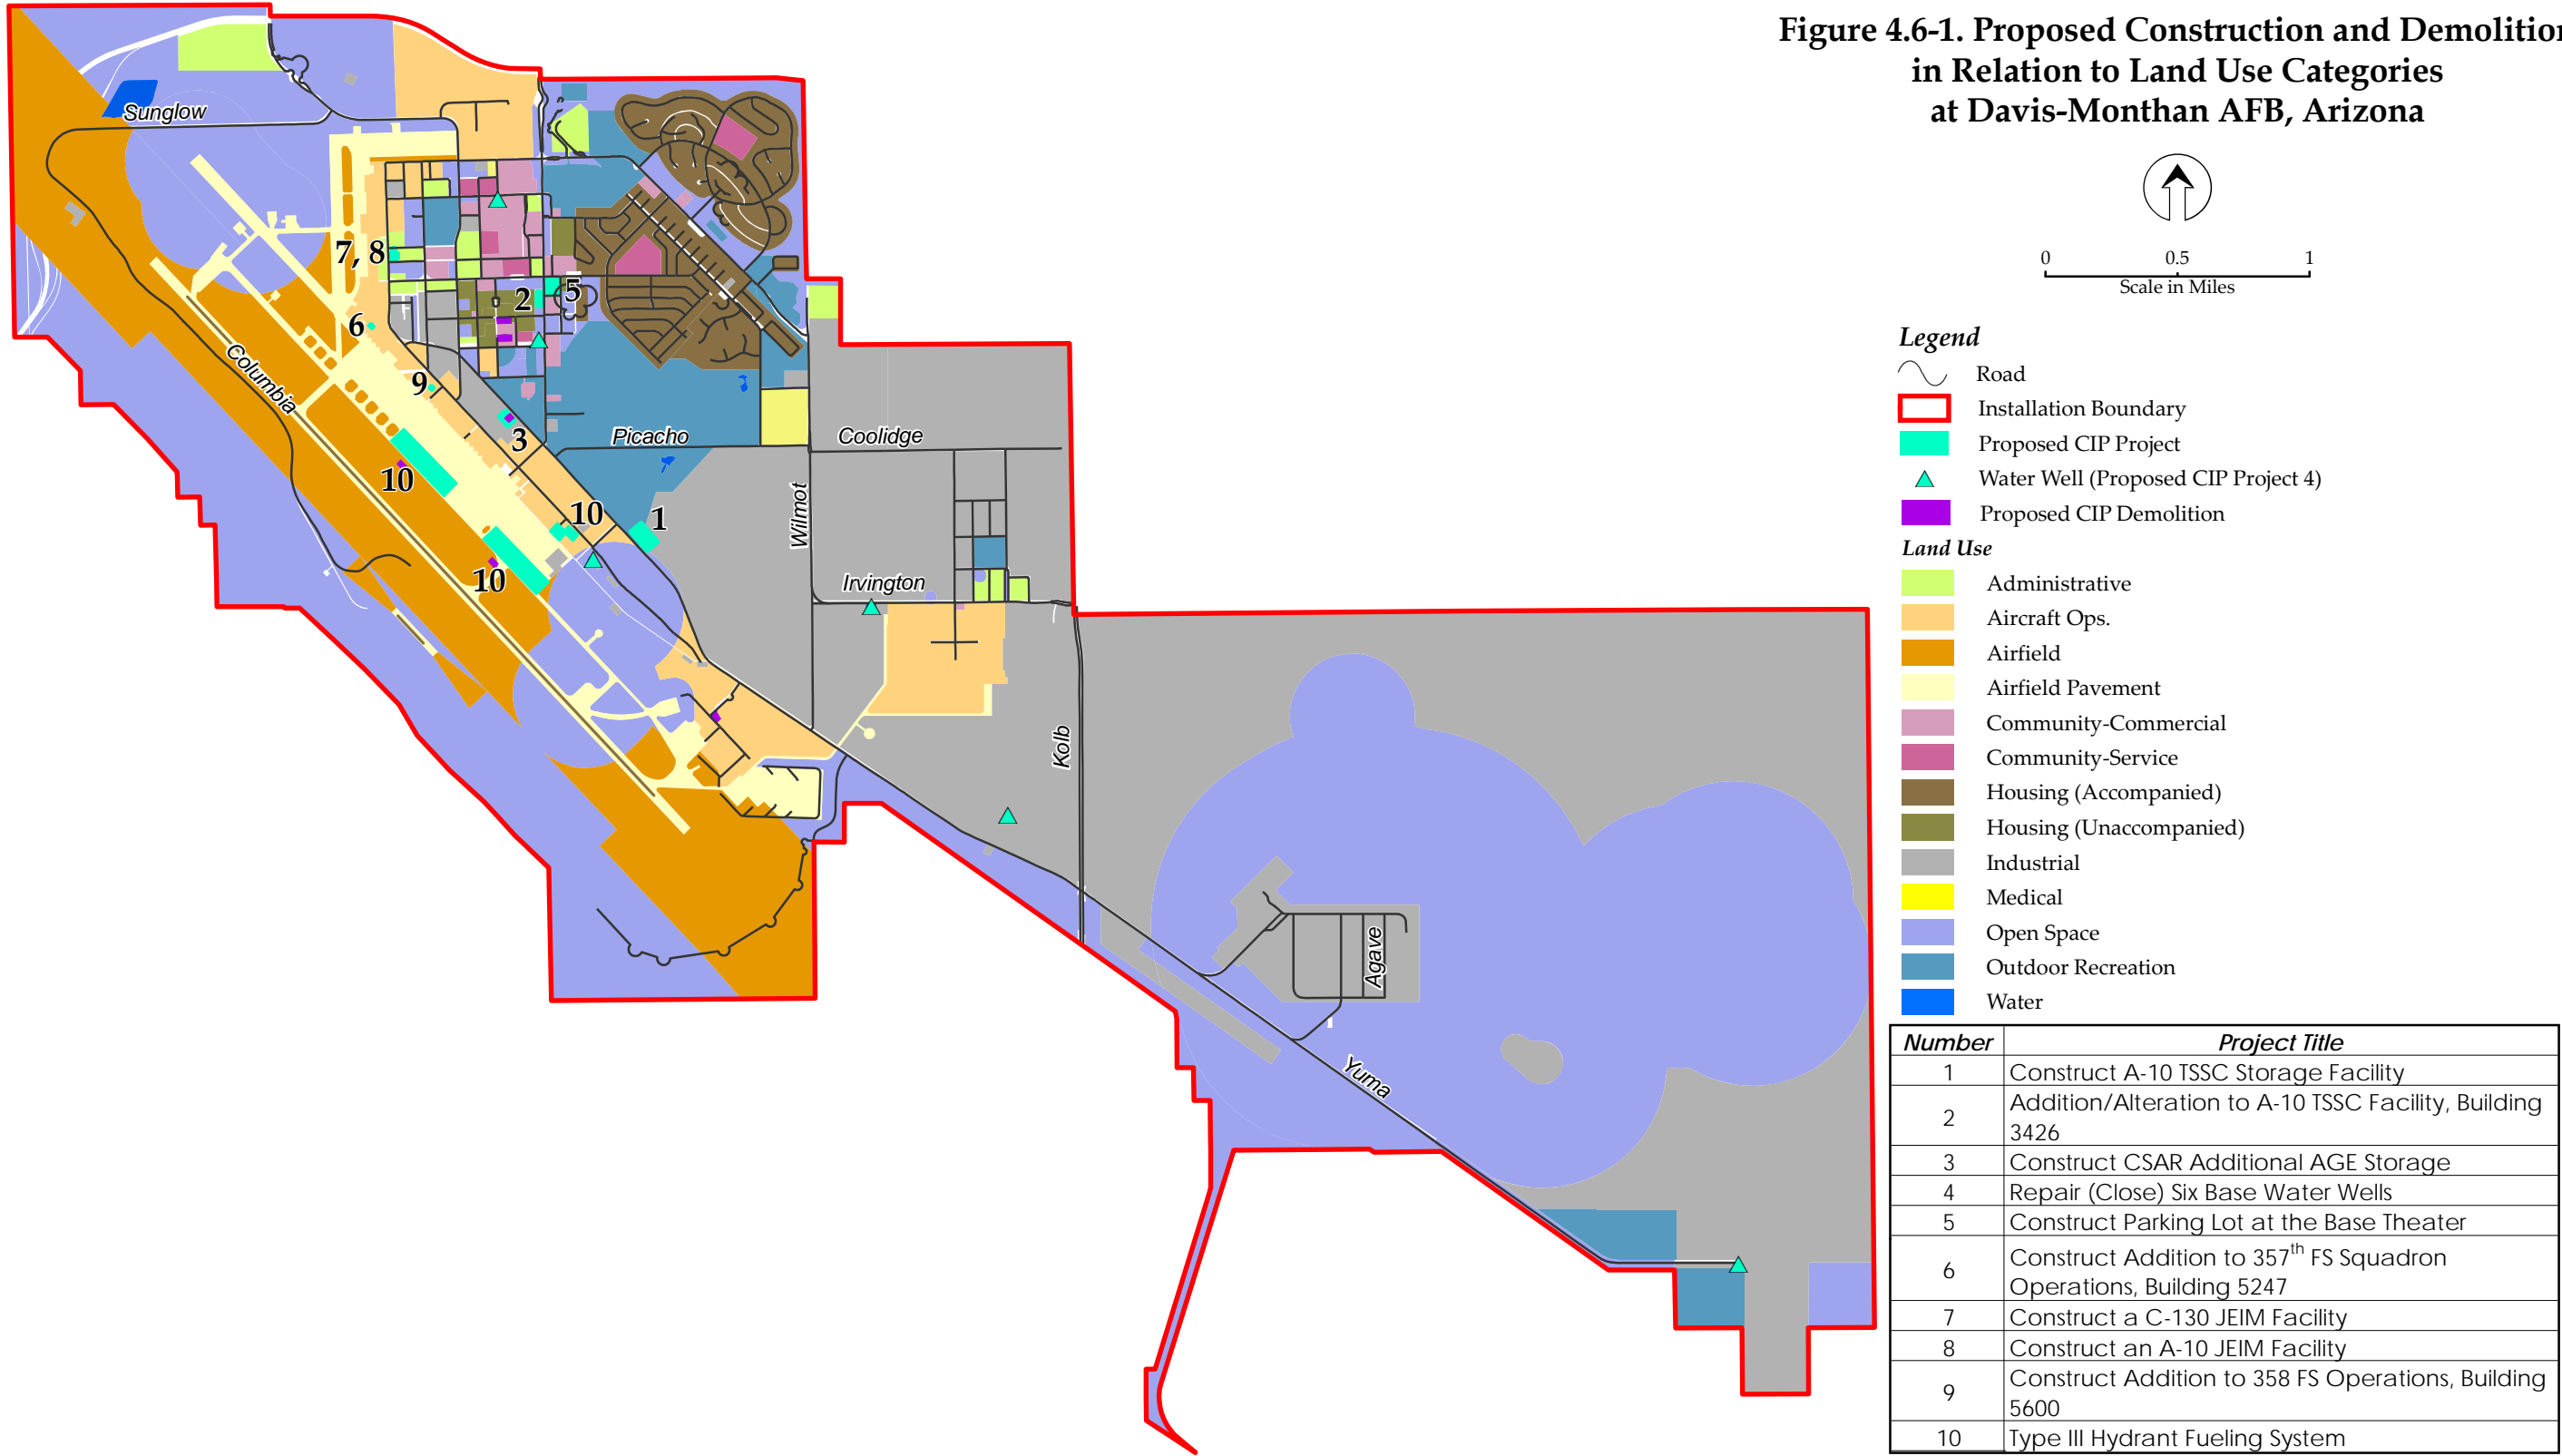 Figure 4.6-1. Proposed Construction and Demolition
in Relation to Land Use Categories
at Davis-Monthan AFB, Arizona
0 0.5 1
Scale in Miles
Legend
Road
Installation Boundary
Proposed CIP Project
Water Well (Proposed CIP Project 4)
Proposed CIP Demolition
Land Use
Administrative
Aircraft Ops.
Airfield
Airfield Pavement
Community-Commercial
Community-Service
Housing (Accompanied)
Housing (Unaccompanied)
Industrial
Medical
Open Space
Outdoor Recreation
Water
Number Project Title
1 Construct A-10 TSSC Storage Facility
2 Addition/Alteration to A-10 TSSC Facility, Building
3426
3 Construct CSAR Additional AGE Storage
4 Repair (Close) Six Base Water Wells
5 Construct Parking Lot at the Base Theater
6 Construct Addition to 357th FS Squadron
Operations, Building 5247
7 Construct a C-130 JEIM Facility
8 Construct an A-10 JEIM Facility
9 Construct Addition to 358 FS Operations, Building
5600
10 Type III Hydrant Fueling System
Sunglow
7, 8
2
5
6
Columbia
9
3
Picacho
Coolidge
10
10
1
Wilmot
10
Irvington
Kolb
Agave
Yuma